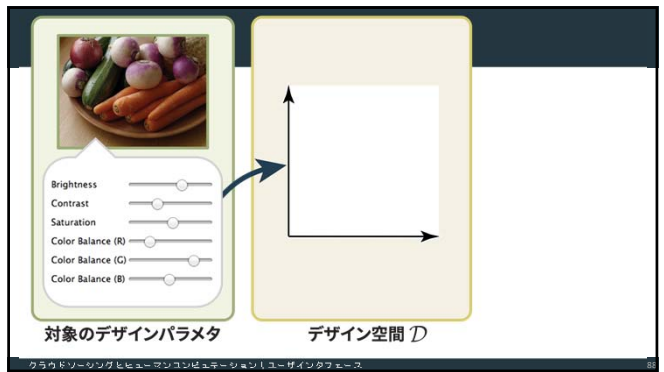 Brightness
Contrast
Saturation
Color Balance (R)
Color Balance (G)
Color Balance (B)
対象のデザインパラメタ
デザイン空間 𝒟
クラウドソーシングとヒューマンコンピュテーション | ユーザインタフェース
88